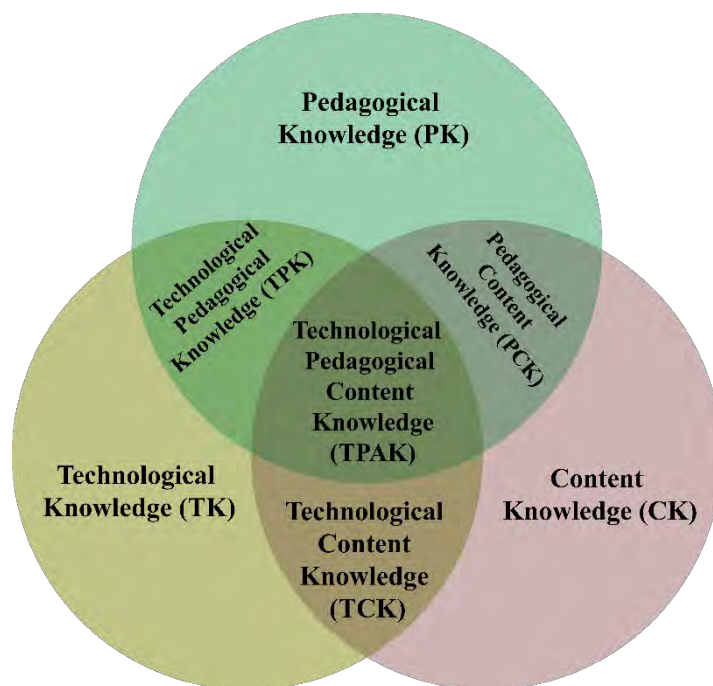 Pedagogical
Knowledge (PK)
Technological
Pedagogical
Knowledge (TPK)
Pedagogical
Content
Knowledge (PCK)
Technological
Pedagogical
Content
Knowledge
(TPAK)
Technological
Knowledge (TK)
Content
Knowledge (CK)
Technological
Content
Knowledge
(TCK)